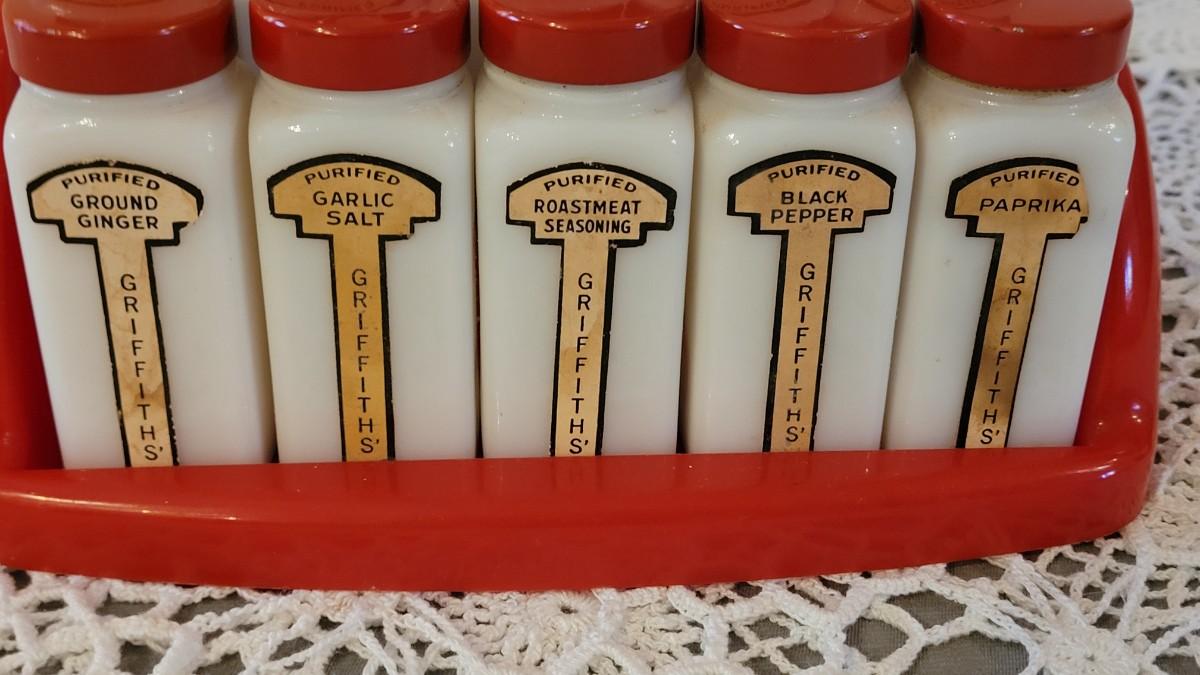 PURIFIED
GROUND
GINGER
GRIFFITHS'
PURIFIED
GARLIC
SALT
GRIFFITHS'
PURIFIED
ROASTMEAT
SEASONING
GRIFFITHS'
PURIFIED
BLACK
PEPPER
GRIFFITHS'
PURIFIED
PAPRIKA
GRIFFITHS'